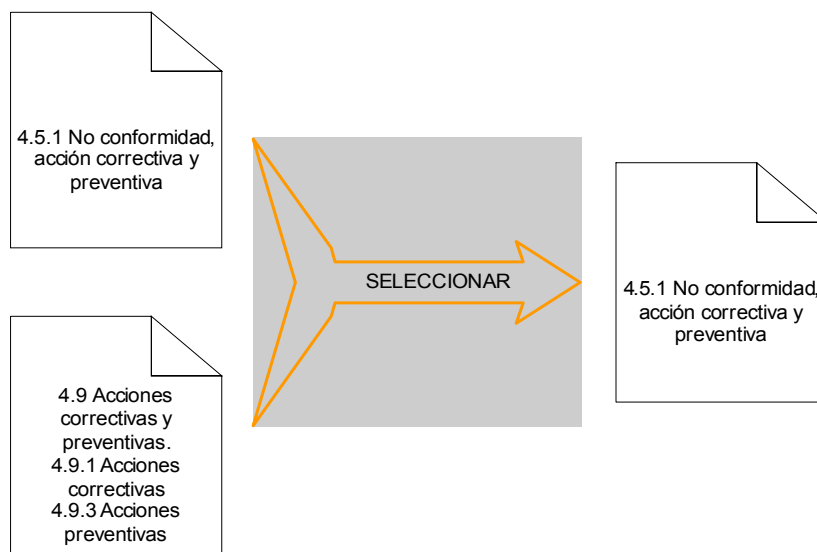 4.5.1 No conformidad,
acción correctiva y
preventiva
SELECCIONAR
4.5.1 No conformidad,
acción correctiva y
preventiva
4.9 Acciones
correctivas y
preventivas.
4.9.1 Acciones
correctivas
4.9.3 Acciones
preventivas